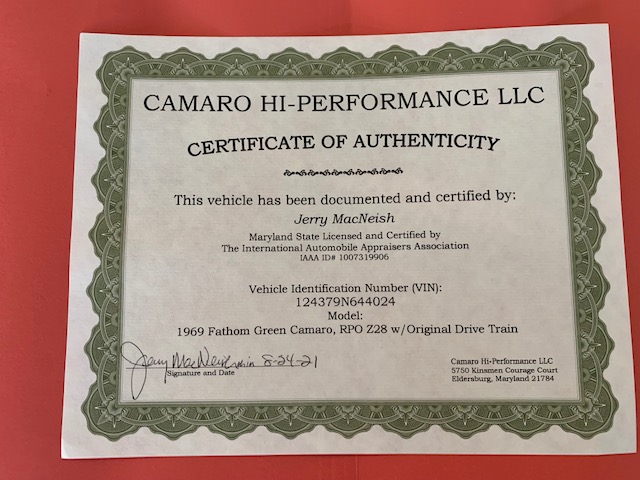 CAMARO HI-PERFORMANCE LLC
CERTIFICATE OF AUTHENTICITY
This vehicle has been documented and certified by:
Jerry MacNeish
Maryland State Licensed and Certified by
The International Automobile Appraisers Association
IAAA ID# 1007319906
Vehicle Identification Number (VIN):
124379N644024
Model:
1969 Fathom Green Camaro, RPO Z28 w/Original Drive Train
Jerry MacNeish 8-24-21
Signature and Date
Camaro Hi-Performance LLC
5750 Kinsmen Courage Court
Eldersburg, Maryland 21784